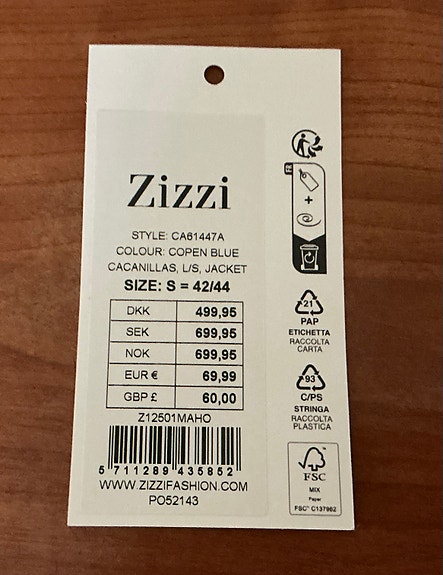 Zizzi
STYLE: CA61447A
COLOUR: COPEN BLUE
CACANILLAS, L/S, JACKET
SIZE: S = 42/44
DKK 499,95
SEK 699,95
NOK 699,95
EUR € 69,99
GBP £ 60,00
Z12501MAHO
5 711289 435852
WWW.ZIZZIFASHION.COM
PO52143
FR
+
21
PAP
ETICHETTA
RACCOLTA
CARTA
93
C/PS
STRINGA
RACCOLTA
PLASTICA
FSC
MIX
Paper
FSC™ C137962